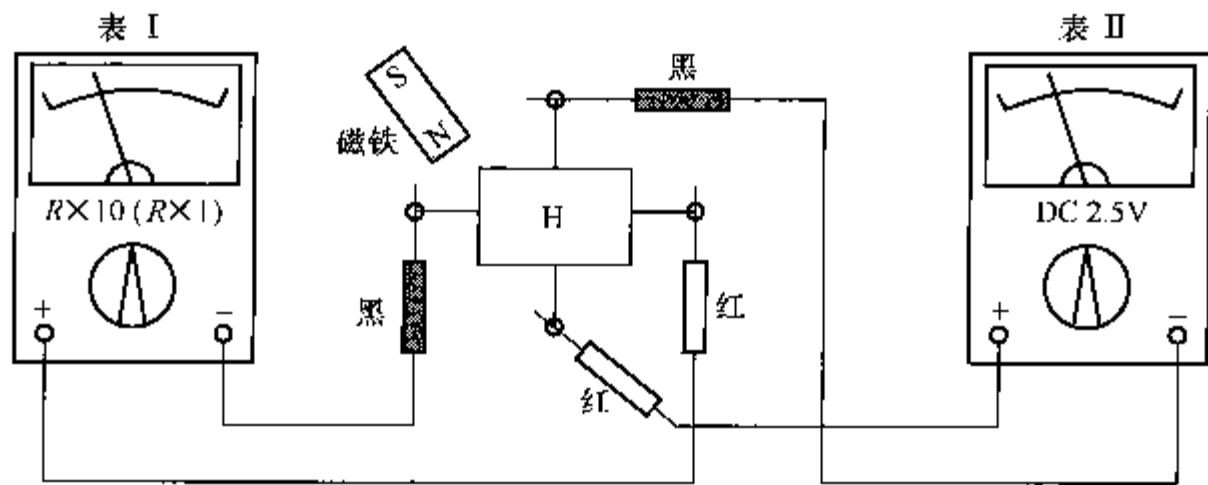 表 Ⅰ
表 Ⅱ
S
N
磁铁
黑
R×10 (R×1)
H
DC 2.5V
黑
红
红
+
−
+
−